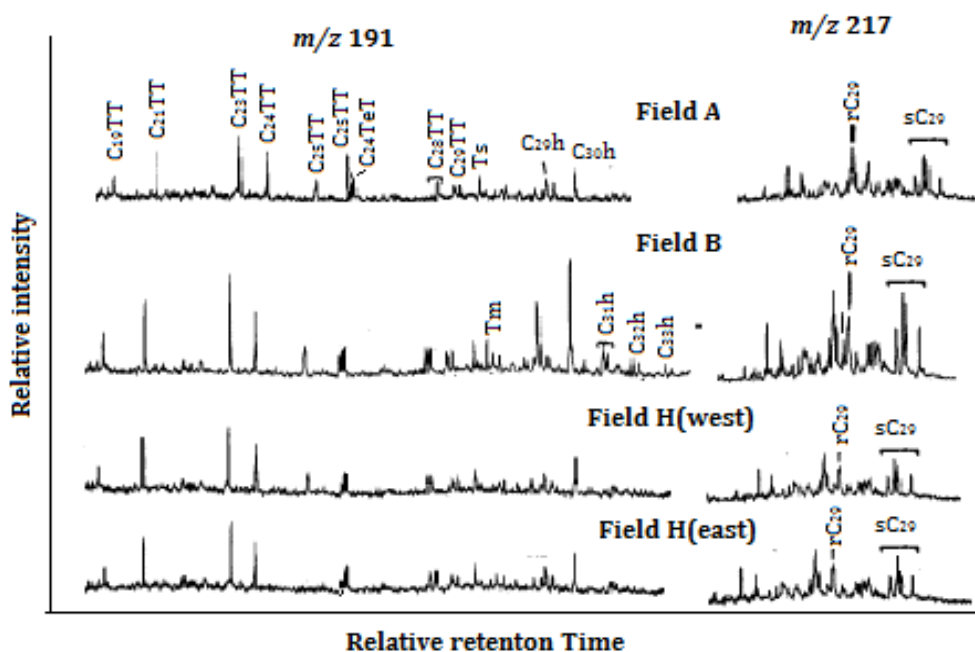 m/z 191
m/z 217
C19TT
C21TT
C23TT
C24TT
C25TT
C25TT
C24TeT
C28TT
C29TT
Ts
C29h
C30h
Field A
rC29
sC29
Field B
Tm
C31h
C32h
C33h
rC29
sC29
Field H(west)
rC29
sC29
Field H(east)
rC29
sC29
Relative intensity
Relative retenton Time